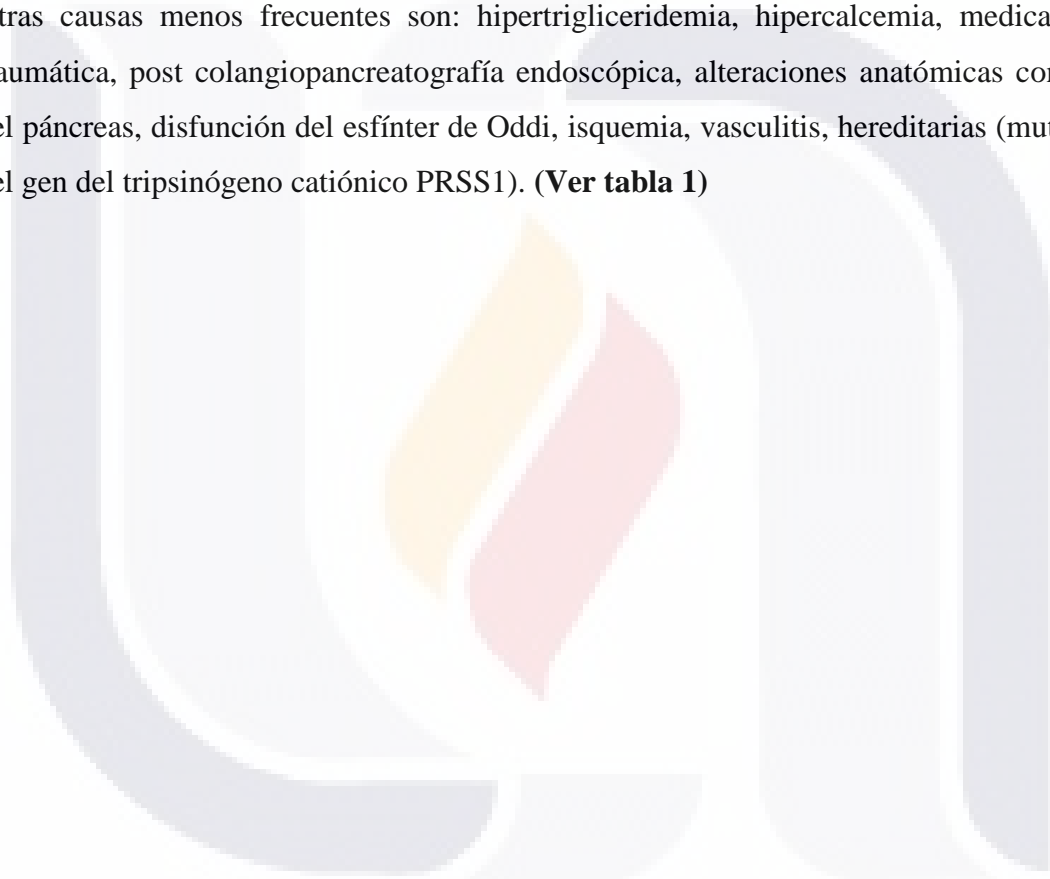 tras causas menos frecuentes son: hipertrigliceridemia, hipercalcemia, medica
aumática, post colangiopancreatografía endoscópica, alteraciones anatómicas con
el páncreas, disfunción del esfínter de Oddi, isquemia, vasculitis, hereditarias (mut
el gen del tripsinógeno catiónico PRSS1). (Ver tabla 1)